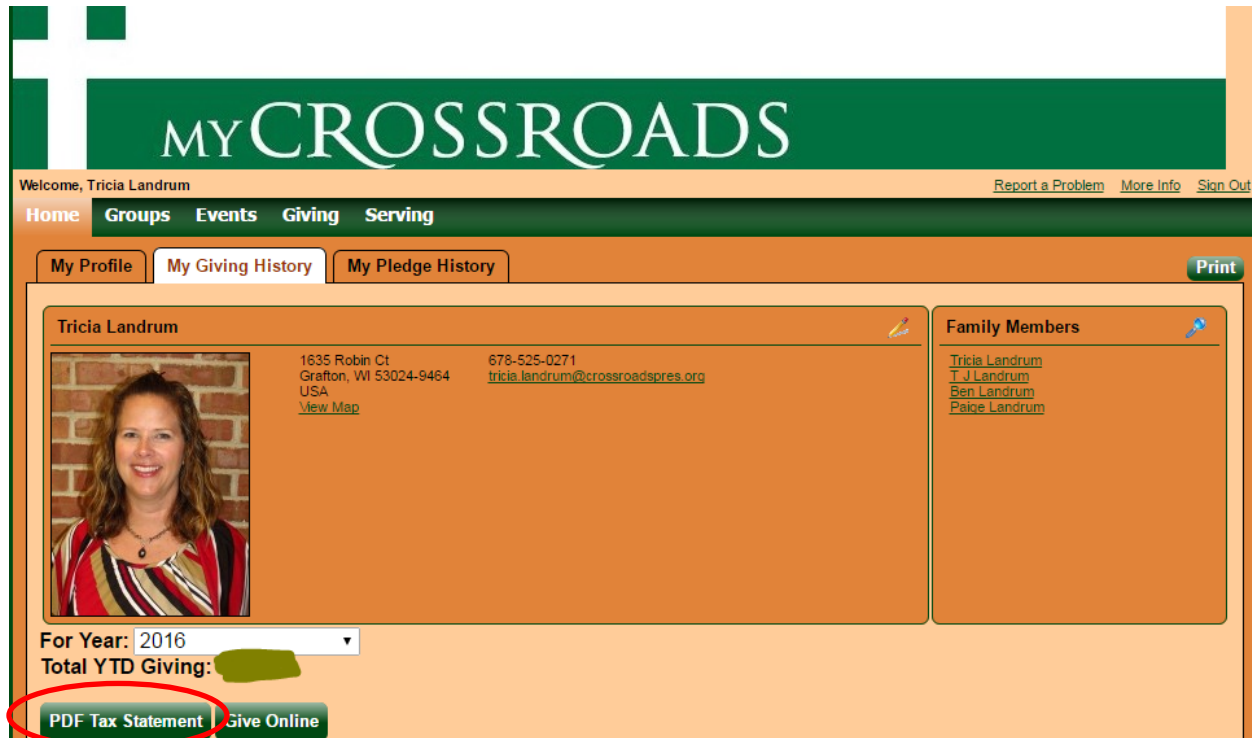 MY CROSSROADS
Welcome, Tricia Landrum
Report a Problem More Info Sign Out
Home Groups Events Giving Serving
My Profile My Giving History My Pledge History
Print
Tricia Landrum
1635 Robin Ct
Grafton, WI 53024-9464
USA
View Map
678-525-0271
tricia.landrum@crossroadspres.org
Family Members
Tricia Landrum
T J Landrum
Ben Landrum
Paige Landrum
For Year: 2016
Total YTD Giving:
PDF Tax Statement Give Online